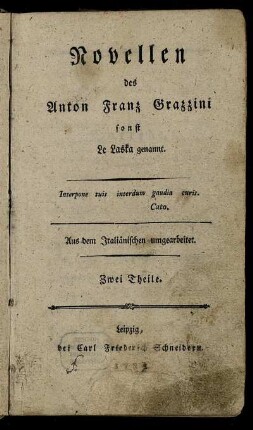 Novellen
des
Anton Franz Grazzini
sonst
Le Laska genannt.
Interpone tuis interdum gaudia curis.
Cato.
Aus dem Italiänischen umgearbeitet.
Zwei Theile.
Leipzig,
bei Carl Friederich Schneidern.